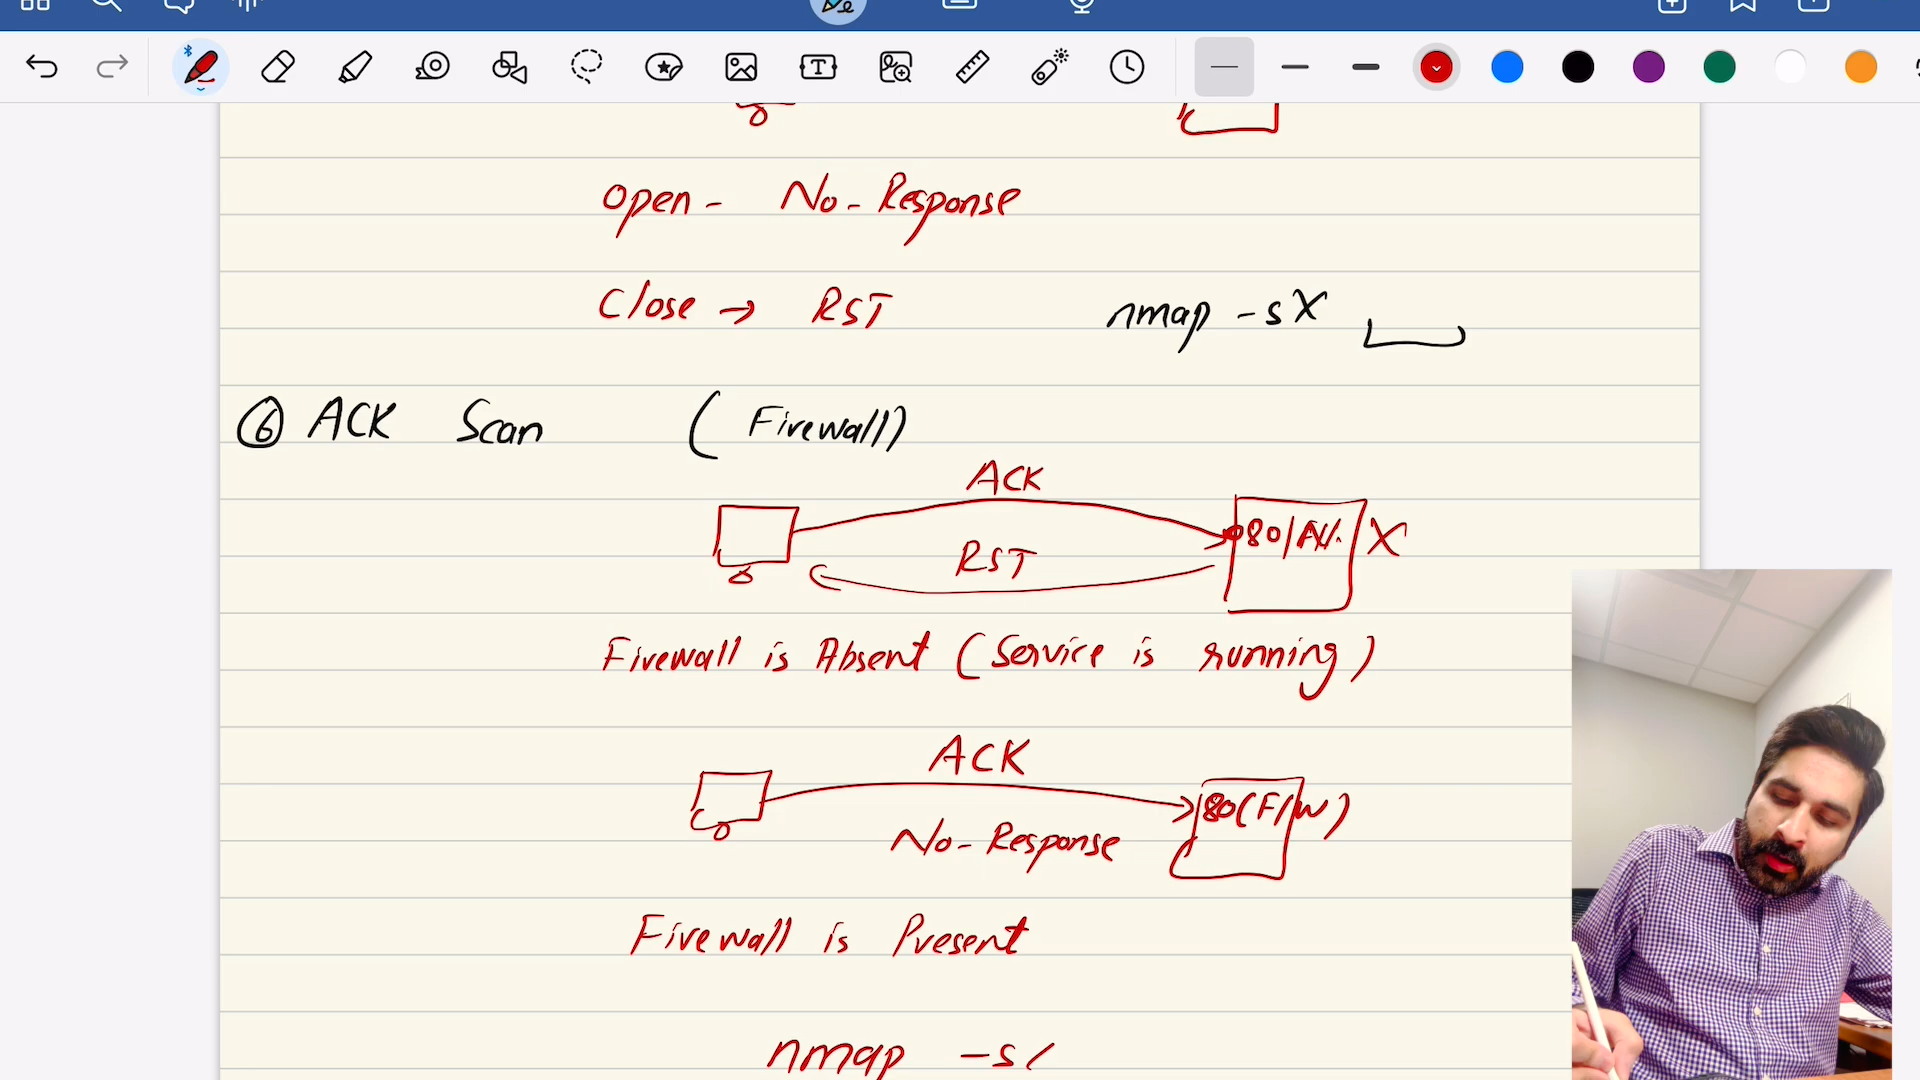 Open - No-Response
Close → RST
nmap -sX
⑥ ACK Scan (Firewall)
ACK
80/A/. X
RST
Firewall is Absent (Service is running)
ACK
80(F/W)
No-Response
Firewall is Present
nmap -s